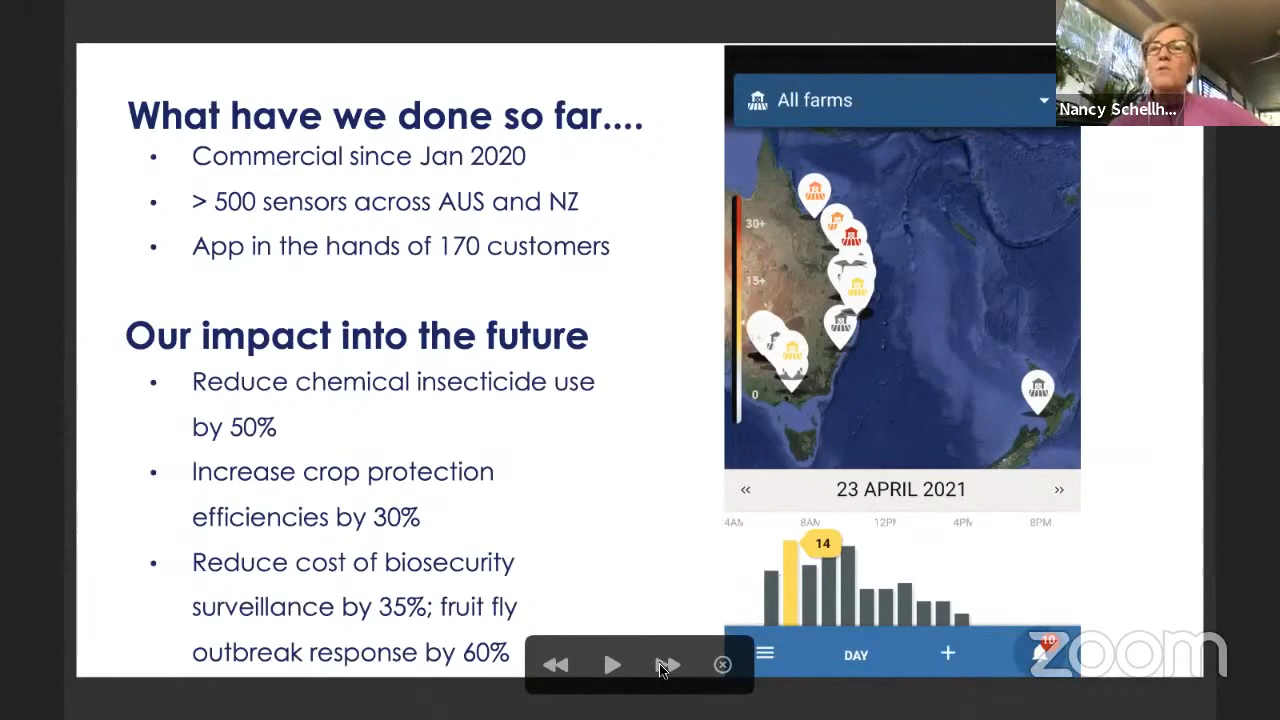 What have we done so far....
• Commercial since Jan 2020
• > 500 sensors across AUS and NZ
• App in the hands of 170 customers
Our impact into the future
• Reduce chemical insecticide use
by 50%
• Increase crop protection
efficiencies by 30%
• Reduce cost of biosecurity
surveillance by 35%; fruit fly
outbreak response by 60%
All farms
30+
15+
0
23 APRIL 2021
4AM 8AM 12PM 4PM 8PM
14
DAY
10
Nancy Schellh...
zoom